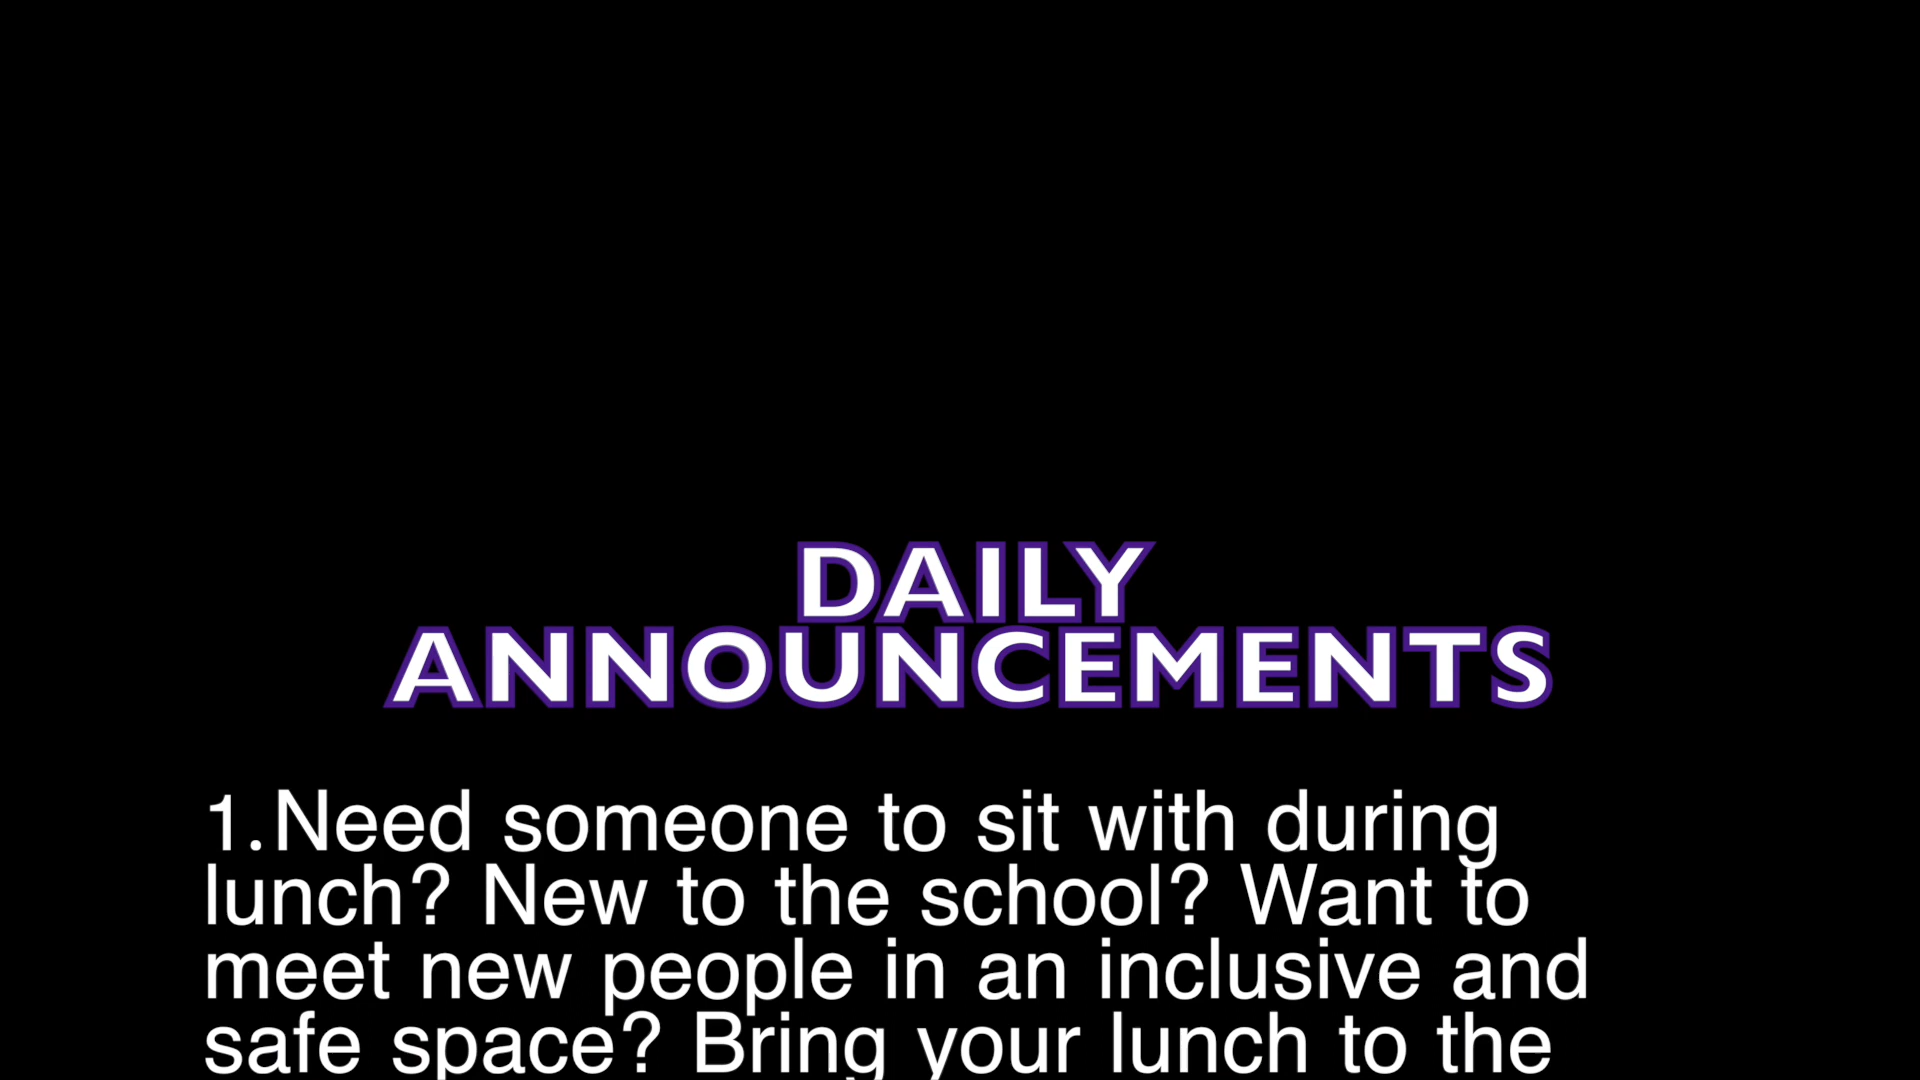 DAILY
ANNOUNCEMENTS
1.Need someone to sit with during
lunch? New to the school? Want to
meet new people in an inclusive and
safe space? Bring your lunch to the